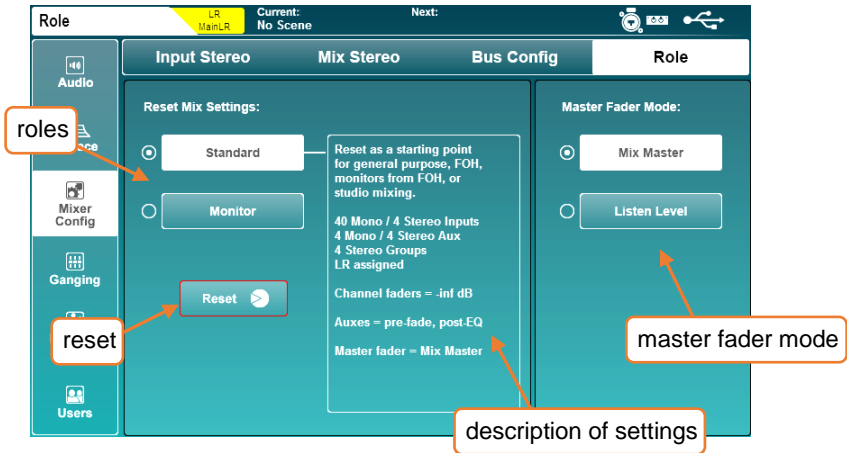 Role
LR
MainLR
Current:
No Scene
Next:
Input Stereo
Mix Stereo
Bus Config
Role
Audio
roles
ce
Mixer
Config
Ganging
reset
Users
Reset Mix Settings:
Standard
Monitor
Reset
Reset as a starting point
for general purpose, FOH,
monitors from FOH, or
studio mixing.
40 Mono / 4 Stereo Inputs
4 Mono / 4 Stereo Aux
4 Stereo Groups
LR assigned
Channel faders = -inf dB
Auxes = pre-fade, post-EQ
Master fader = Mix Master
Master Fader Mode:
Mix Master
Listen Level
master fader mode
description of settings